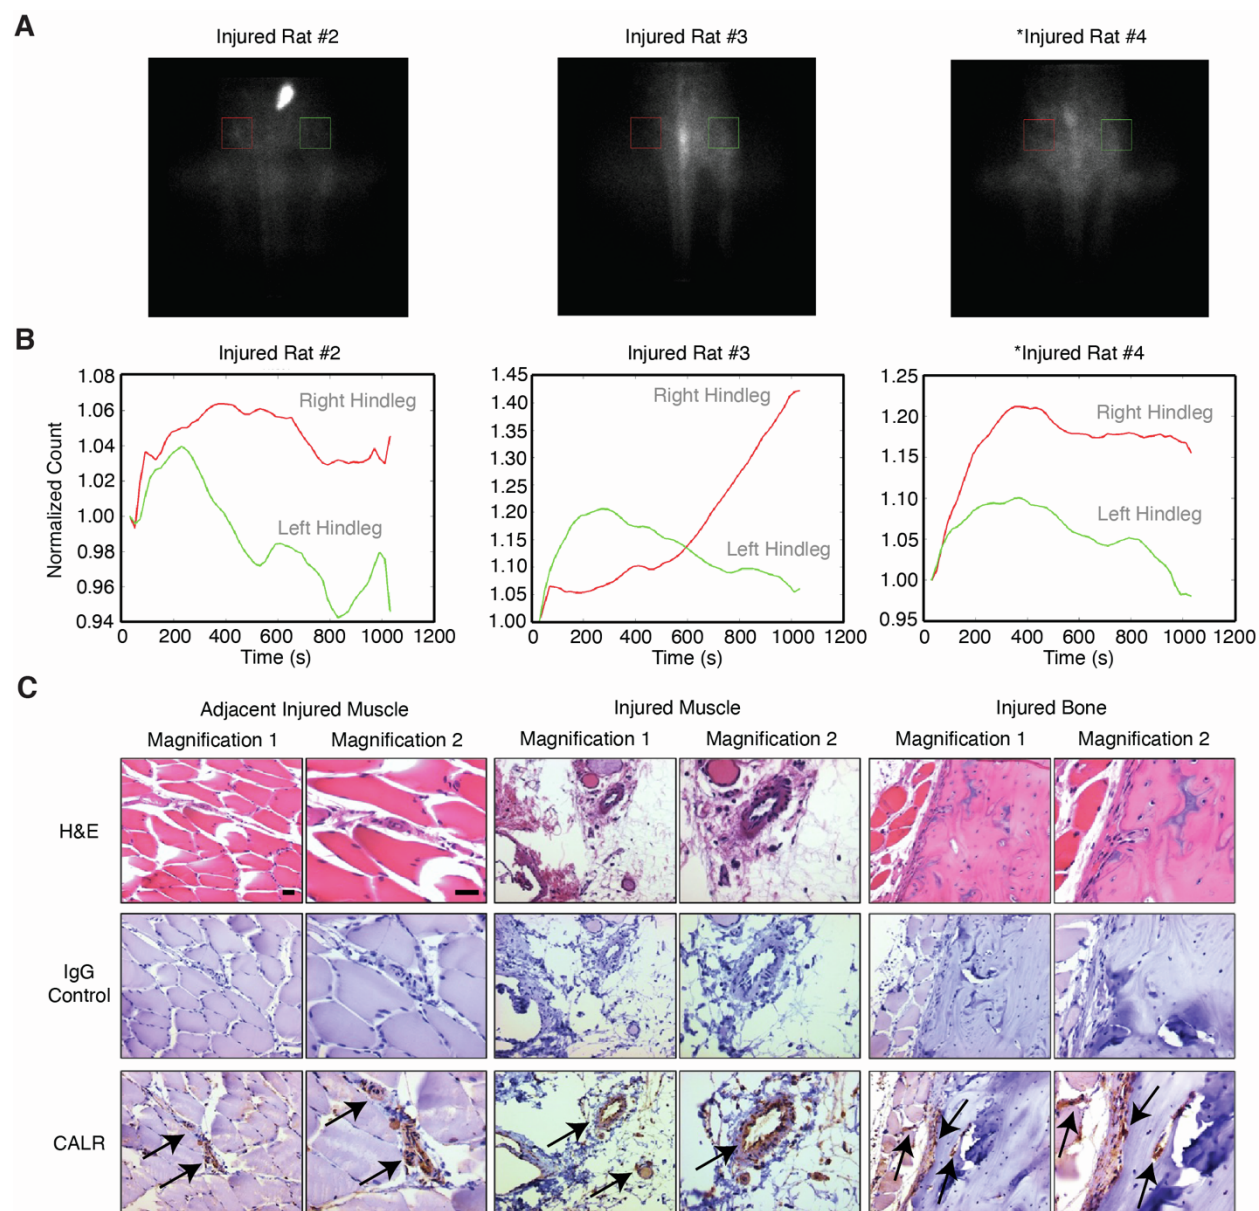 A
Injured Rat #2
Injured Rat #3
*Injured Rat #4
B
Injured Rat #2
Injured Rat #3
*Injured Rat #4
Normalized Count
1.08
1.06
1.04
1.02
1.00
0.98
0.96
0.94
Right Hindleg
Left Hindleg
0 200 400 600 800 1000 1200
Time (s)
1.45
1.40
1.35
1.30
1.25
1.20
1.15
1.10
1.05
1.00
Right Hindleg
Left Hindleg
0 200 400 600 800 1000 1200
Time (s)
1.25
1.20
1.15
1.10
1.05
1.00
0.95
Right Hindleg
Left Hindleg
0 200 400 600 800 1000 1200
Time (s)
C
Adjacent Injured Muscle
Injured Muscle
Injured Bone
Magnification 1
Magnification 2
Magnification 1
Magnification 2
Magnification 1
Magnification 2
H&E
IgG
Control
CALR